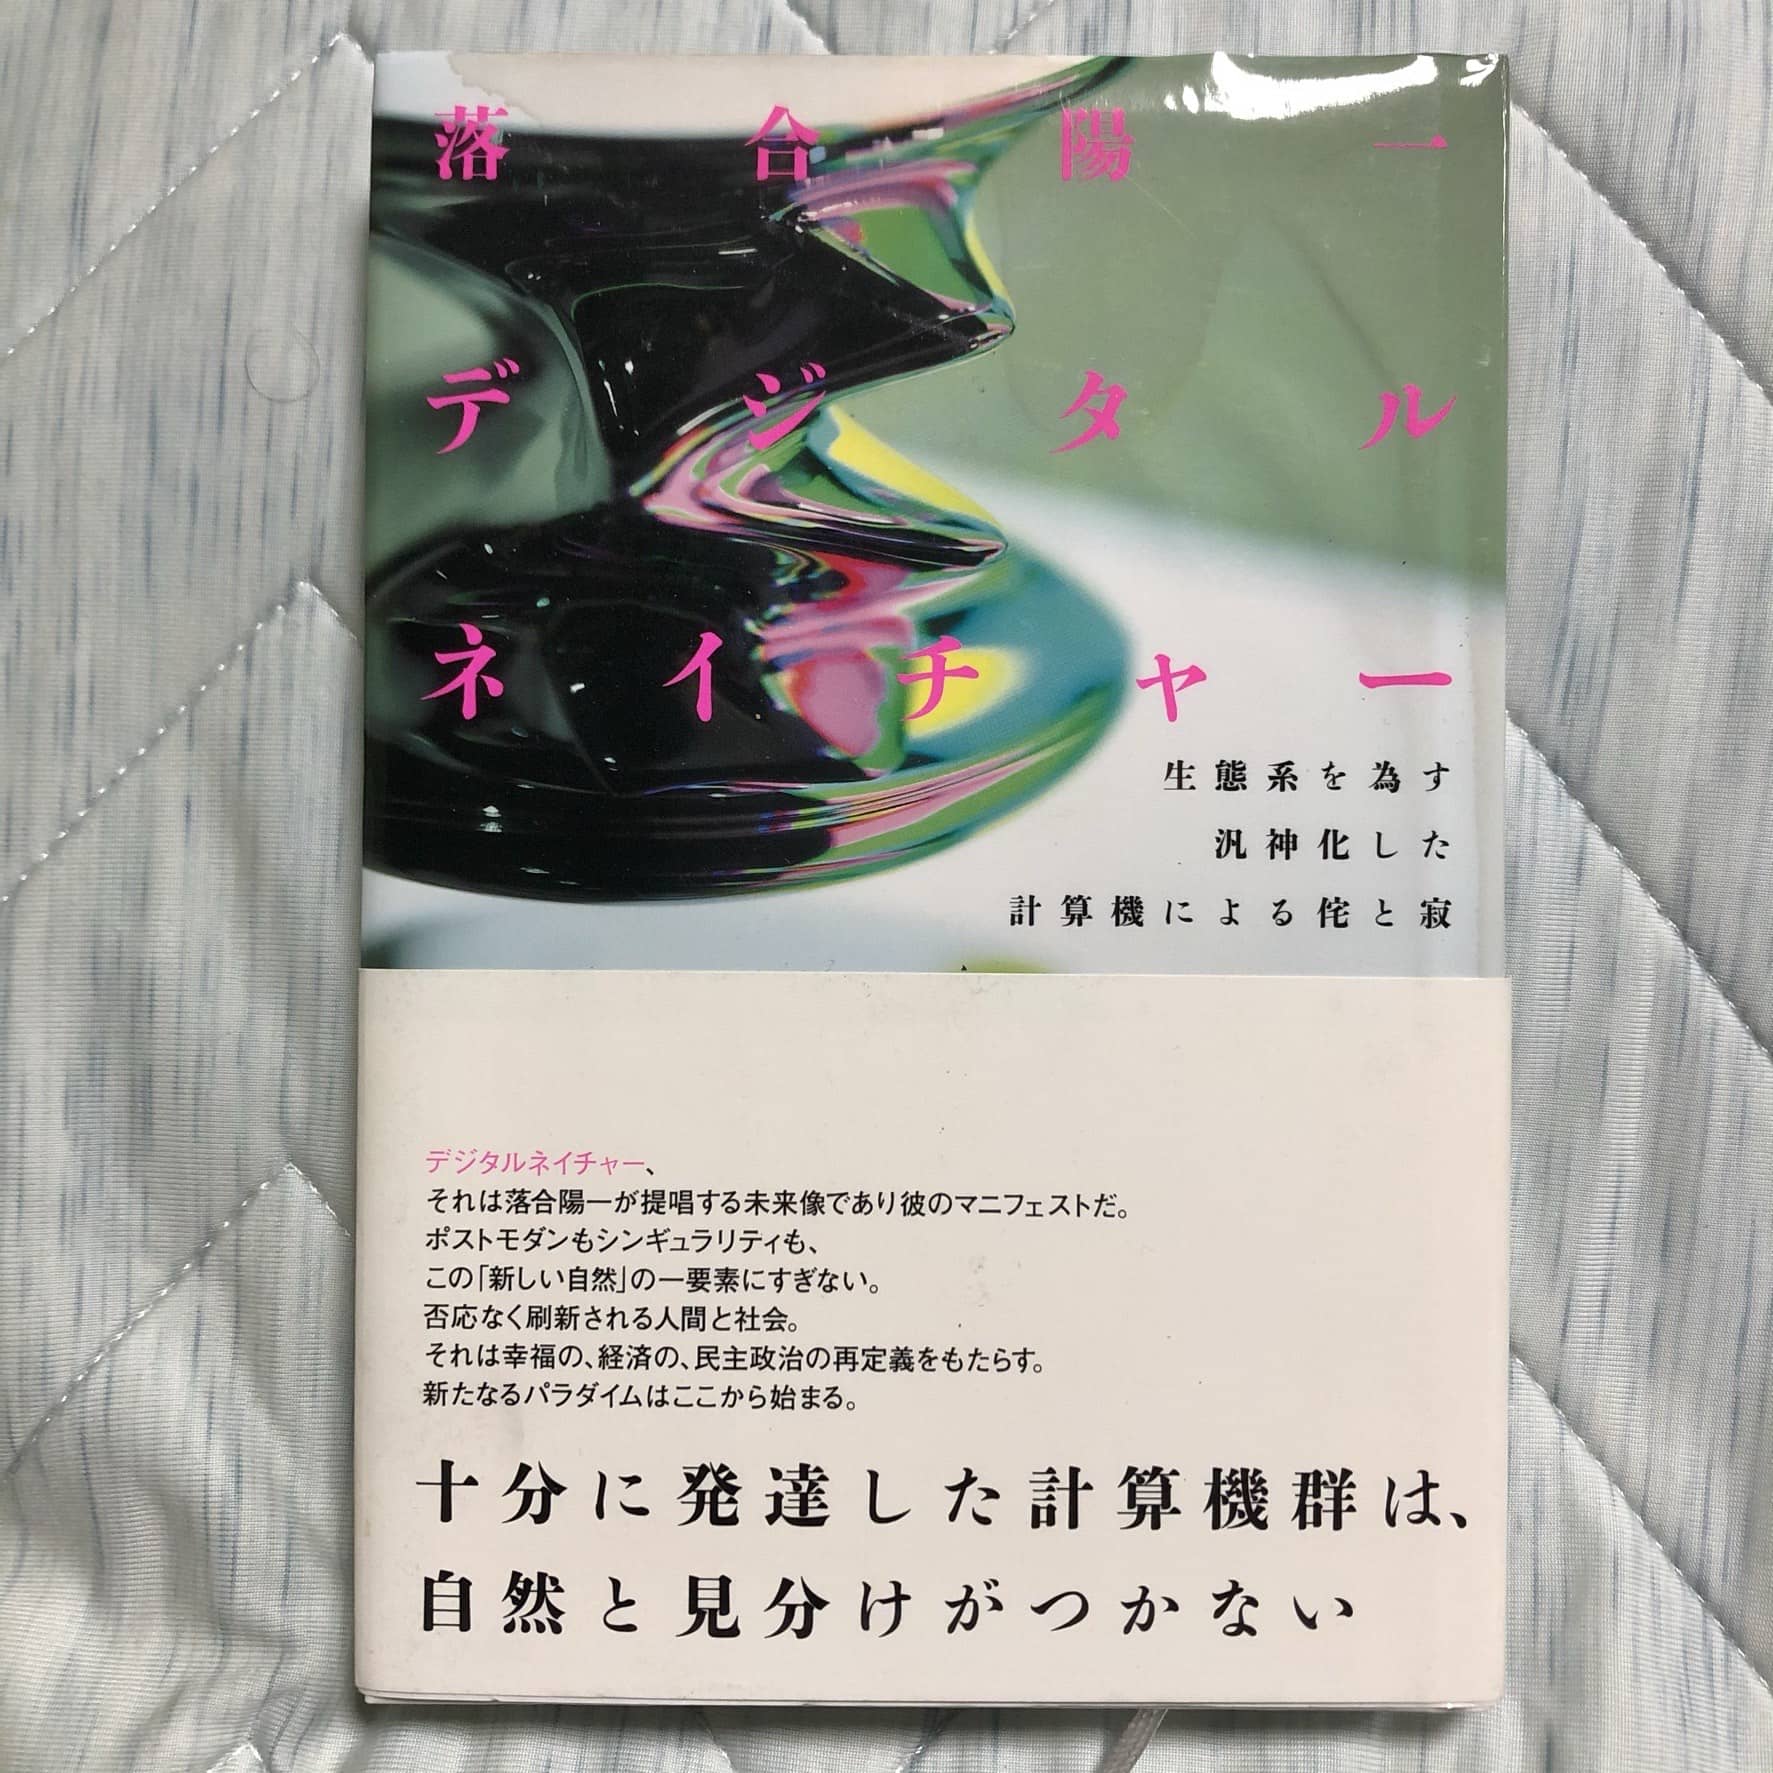 落合陽一
デジタル
ネイチャー
生態系を為す
汎神化した
計算機による侘と寂
デジタルネイチャー、
それは落合陽一が提唱する未来像であり彼のマニフェストだ。
ポストモダンもシンギュラリティも、
この「新しい自然」の一要素にすぎない。
否応なく刷新される人間と社会。
それは幸福の、経済の、民主政治の再定義をもたらす。
新たなるパラダイムはここから始まる。
十分に発達した計算機群は、
自然と見分けがつかない